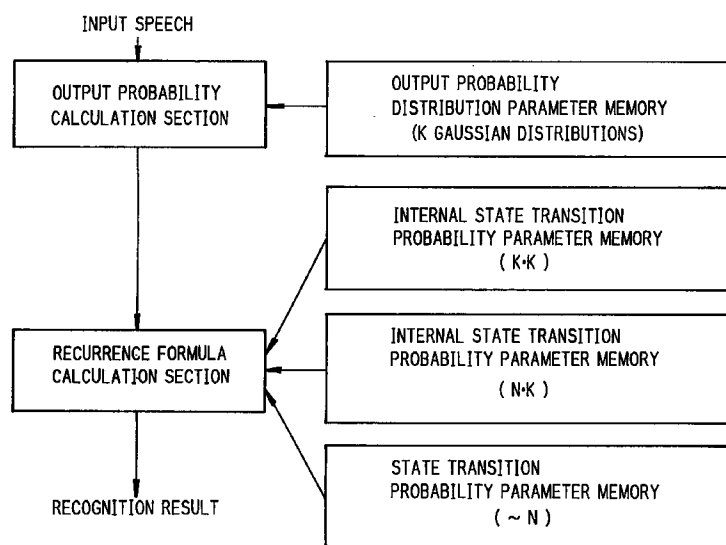 INPUT SPEECH
OUTPUT PROBABILITY
CALCULATION SECTION
OUTPUT PROBABILITY
DISTRIBUTION PARAMETER MEMORY
(K GAUSSIAN DISTRIBUTIONS)
INTERNAL STATE TRANSITION
PROBABILITY PARAMETER MEMORY
( K·K )
RECURRENCE FORMULA
CALCULATION SECTION
INTERNAL STATE TRANSITION
PROBABILITY PARAMETER MEMORY
( N·K )
STATE TRANSITION
PROBABILITY PARAMETER MEMORY
( ~ N )
RECOGNITION RESULT